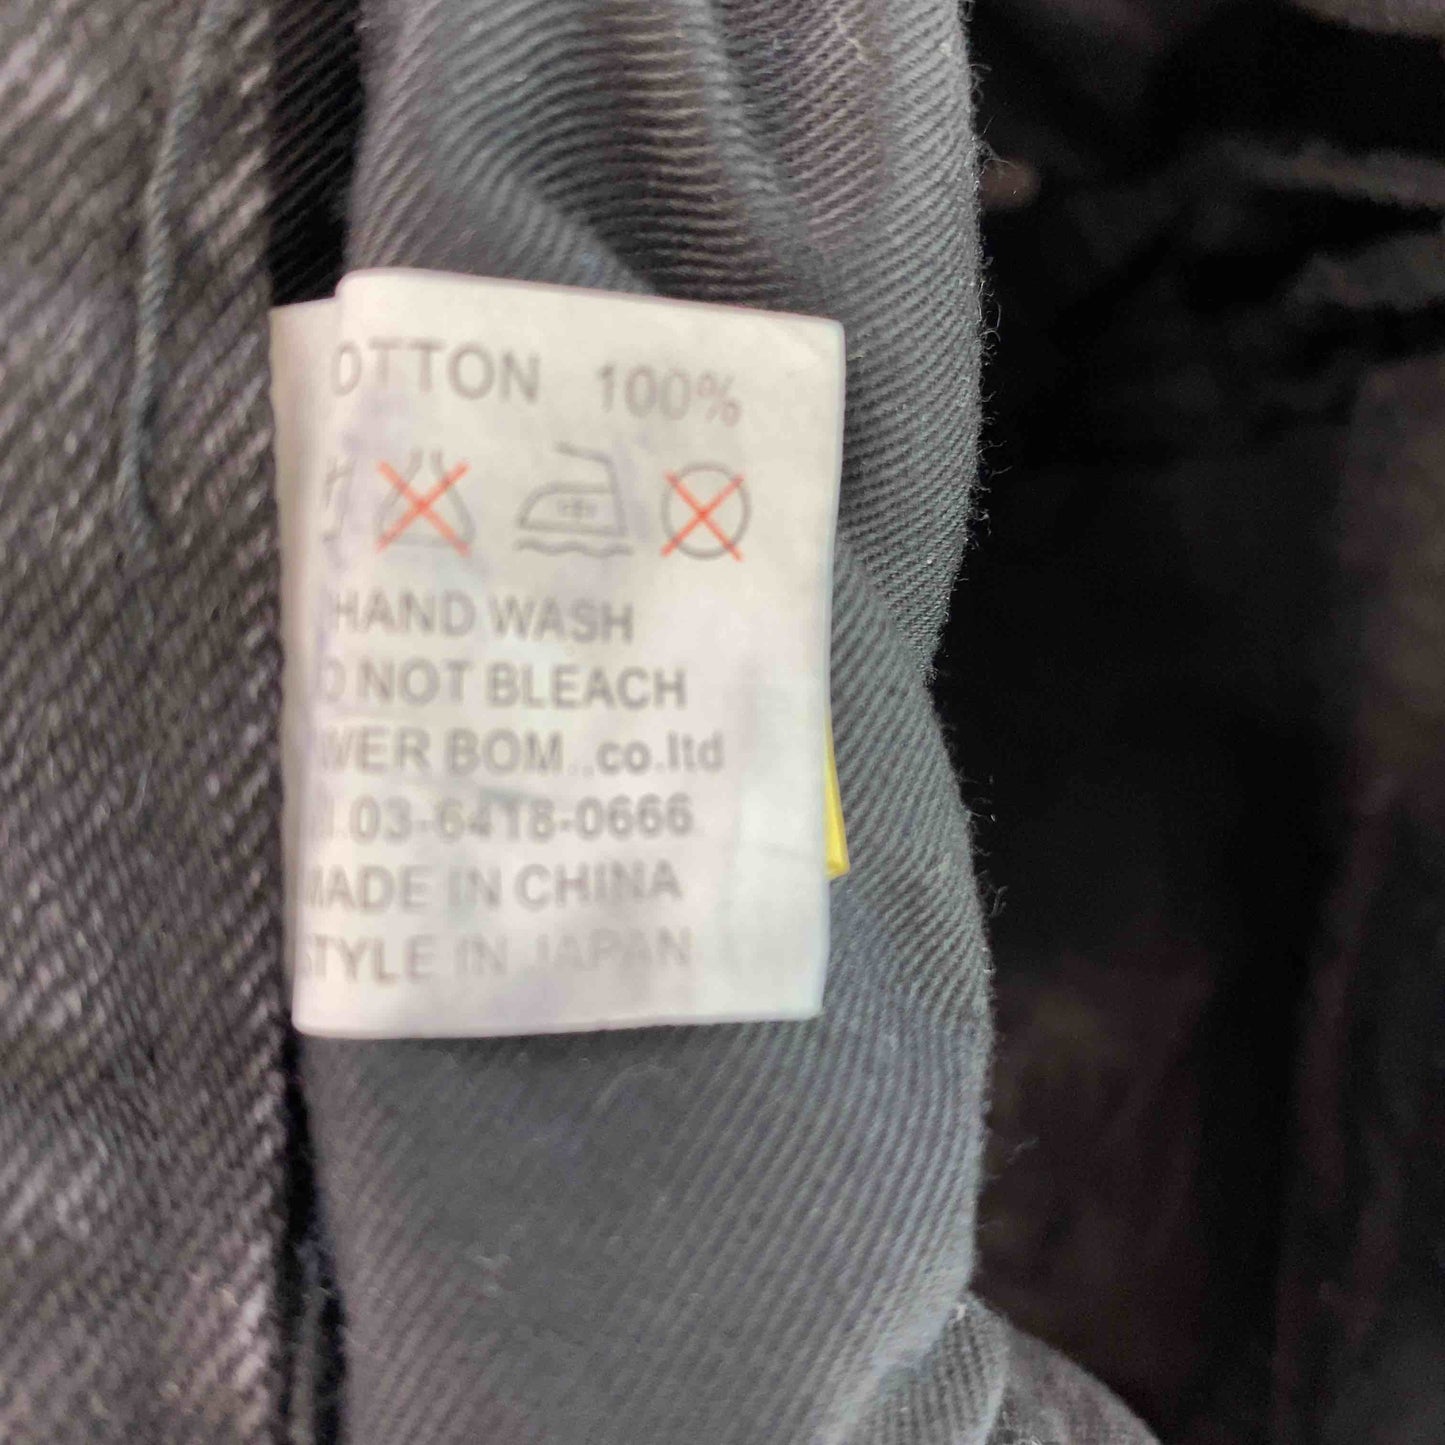 OTTON 100%
HAND WASH
O NOT BLEACH
WER BOM..co.ltd
03-6418-0666
MADE IN CHINA
STYLE IN JAPAN